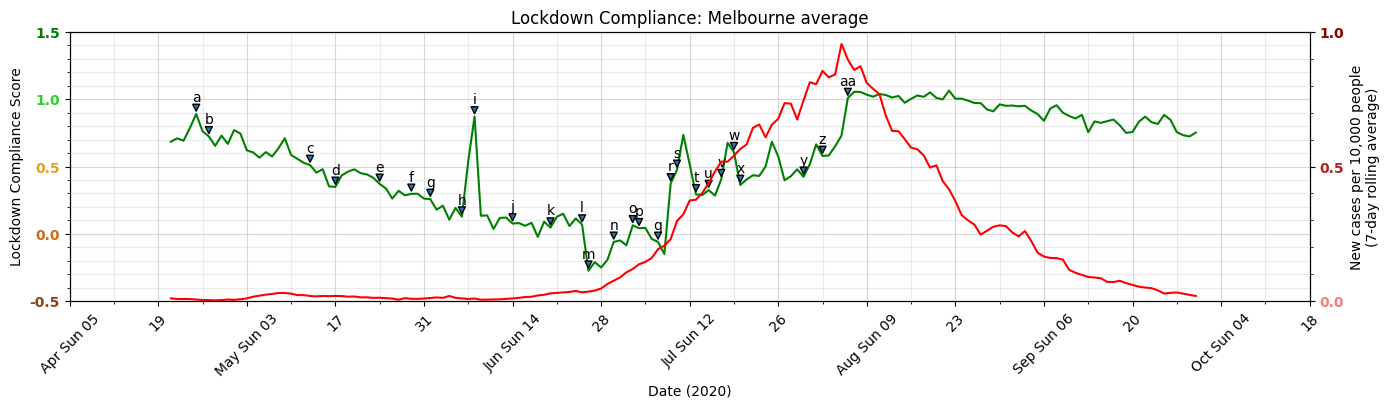 Lockdown Compliance: Melbourne average
1.5
1.0
0.5
0.0
-0.5
Lockdown Compliance Score
a
b
c
d
e
f
g
h
i
j
k
l
m
n
o
p
q
r
s
t
u
w
x
y
z
aa
1.0
0.5
0.0
New cases per 10,000 people
(7-day rolling average)
Apr Sun 05
19
May Sun 03
17
31
Jun Sun 14
28
Jul Sun 12
26
Aug Sun 09
23
Sep Sun 06
20
Oct Sun 04
18
Date (2020)